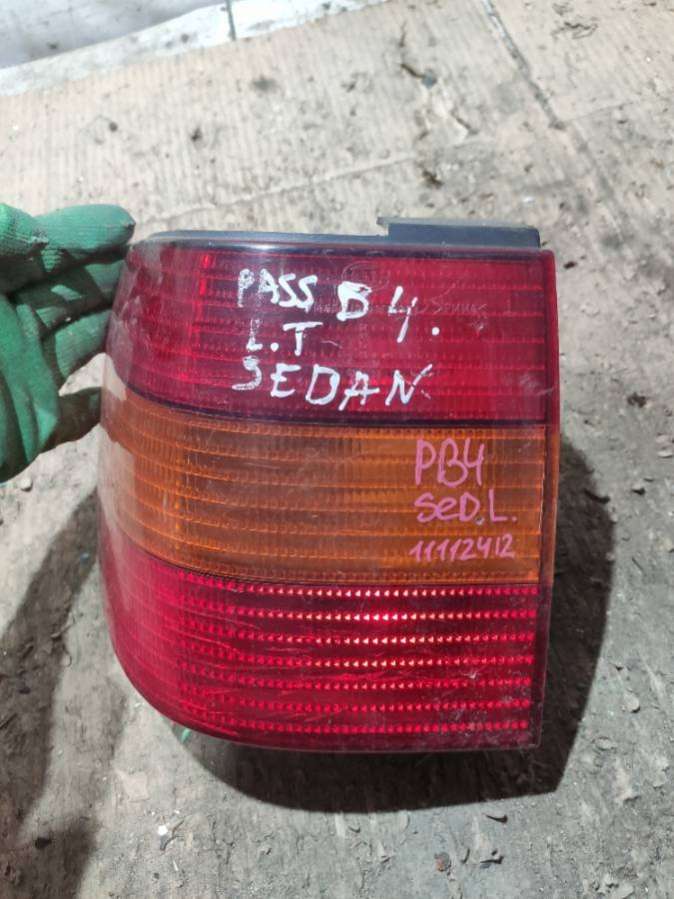 PASS B4.
L.T
SEDAN
PB4
SED.L.
11112412